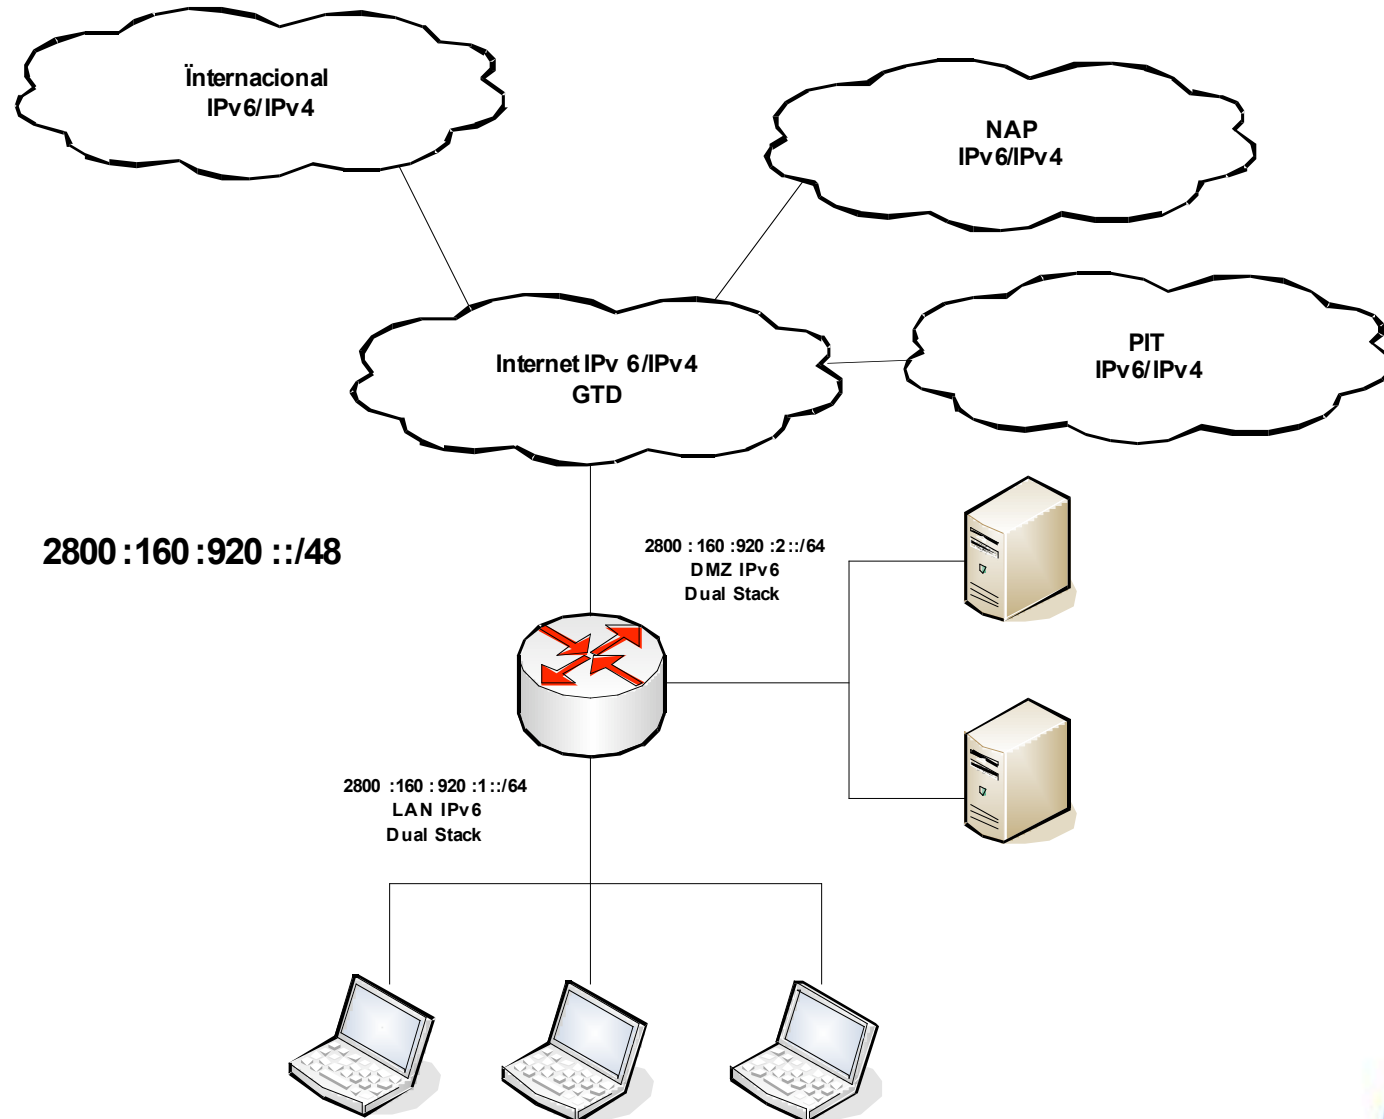 Ïnternacional
IPv6/IPv4
NAP
IPv6/IPv4
Internet IPv 6/IPv4
GTD
PIT
IPv6/IPv4
2800 :160 :920 ::/48
2800 : 160 :920 :2 ::/64
DMZ IPv6
Dual Stack
2800 :160 : 920 :1 ::/64
LAN IPv6
Dual Stack